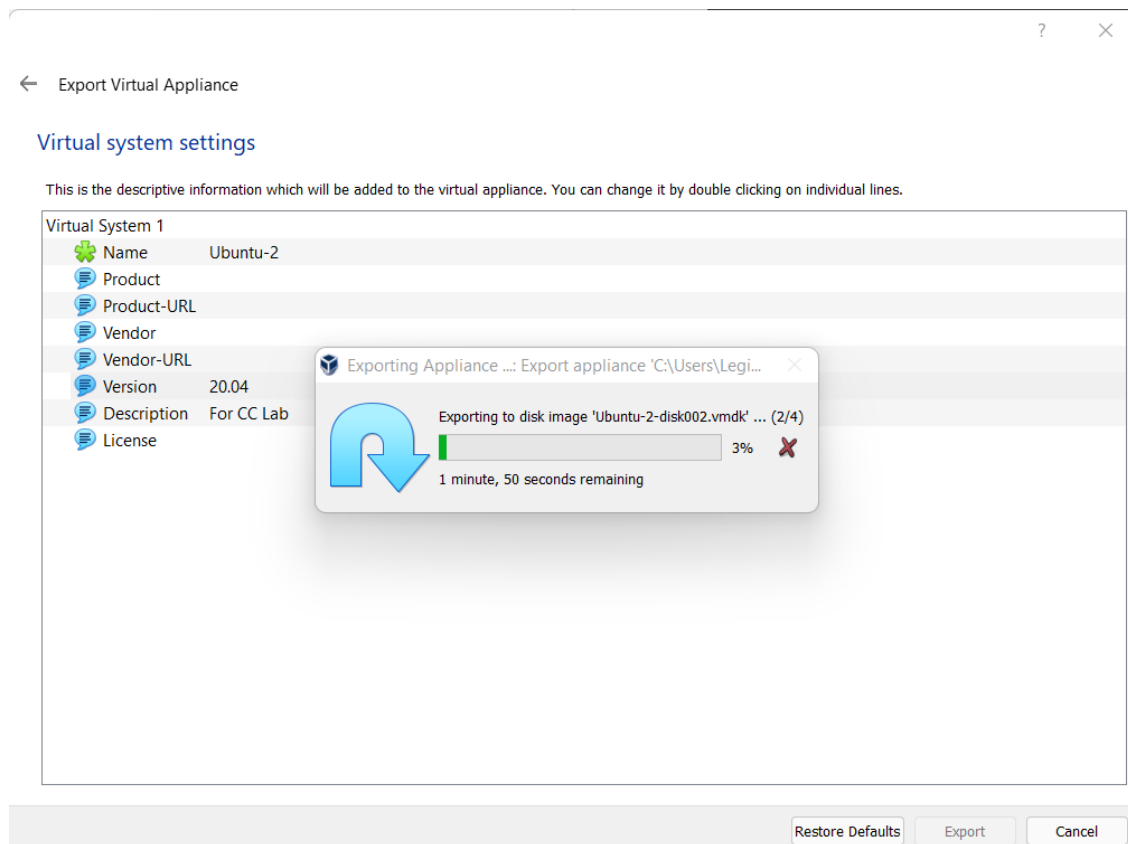 ?
Export Virtual Appliance
Virtual system settings
This is the descriptive information which will be added to the virtual appliance. You can change it by double clicking on individual lines.
Virtual System 1
Name Ubuntu-2
Product
Product-URL
Vendor
Vendor-URL
Version 20.04
Description For CC Lab
License
Exporting Appliance ...: Export appliance 'C:\Users\Legi...
Exporting to disk image 'Ubuntu-2-disk002.vmdk' ... (2/4)
3%
1 minute, 50 seconds remaining
Restore Defaults Export Cancel